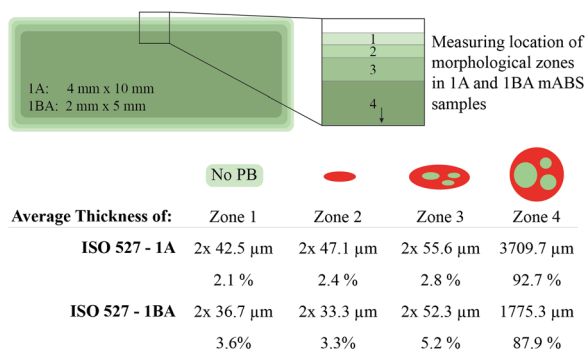 1A: 4 mm x 10 mm
1BA: 2 mm x 5 mm
1
2
3
4
Measuring location of
morphological zones
in 1A and 1BA mABS
samples
No PB
Average Thickness of: Zone 1 Zone 2 Zone 3 Zone 4
ISO 527 - 1A 2x 42.5 µm 2x 47.1 µm 2x 55.6 µm 3709.7 µm
2.1 % 2.4 % 2.8 % 92.7 %
ISO 527 - 1BA 2x 36.7 µm 2x 33.3 µm 2x 52.3 µm 1775.3 µm
3.6% 3.3% 5.2 % 87.9 %